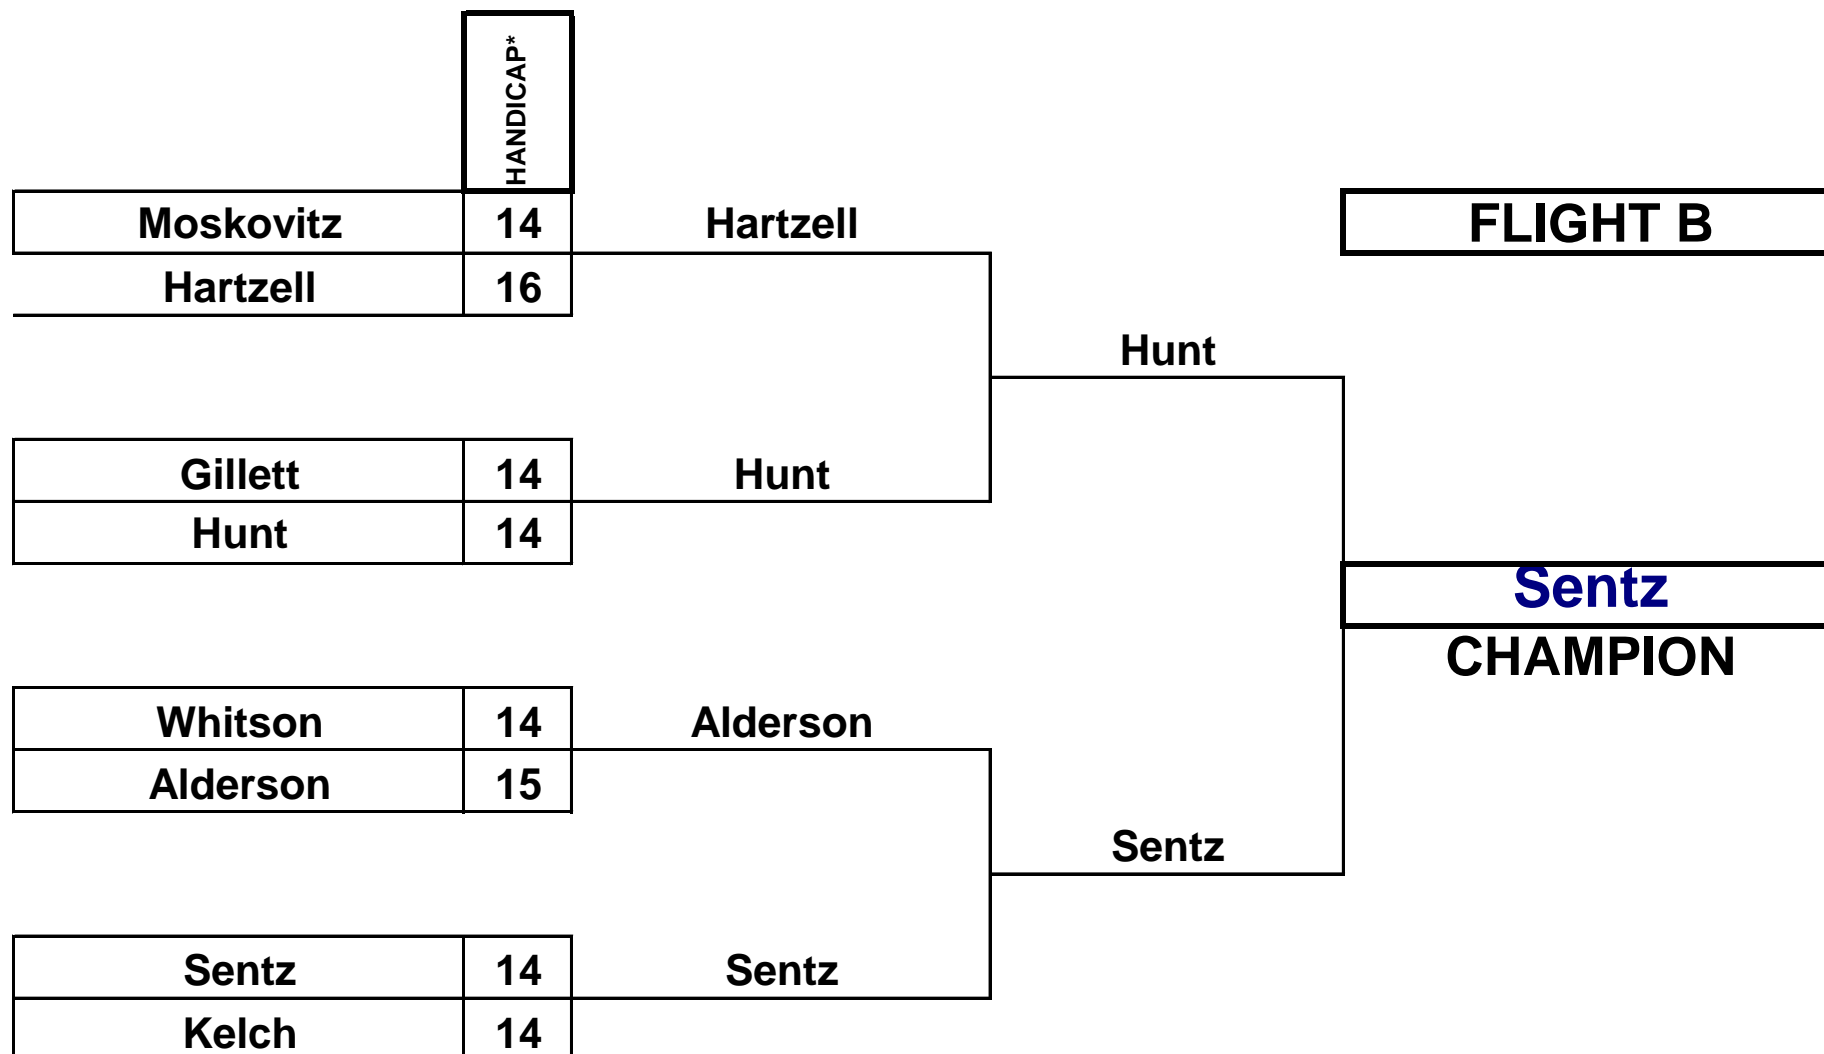 HANDICAP*
Moskovitz 14 Hartzell FLIGHT B
Hartzell 16
Hunt
Gillett 14 Hunt
Hunt 14
Sentz
CHAMPION
Whitson 14 Alderson
Alderson 15
Sentz
Sentz 14 Sentz
Kelch 14